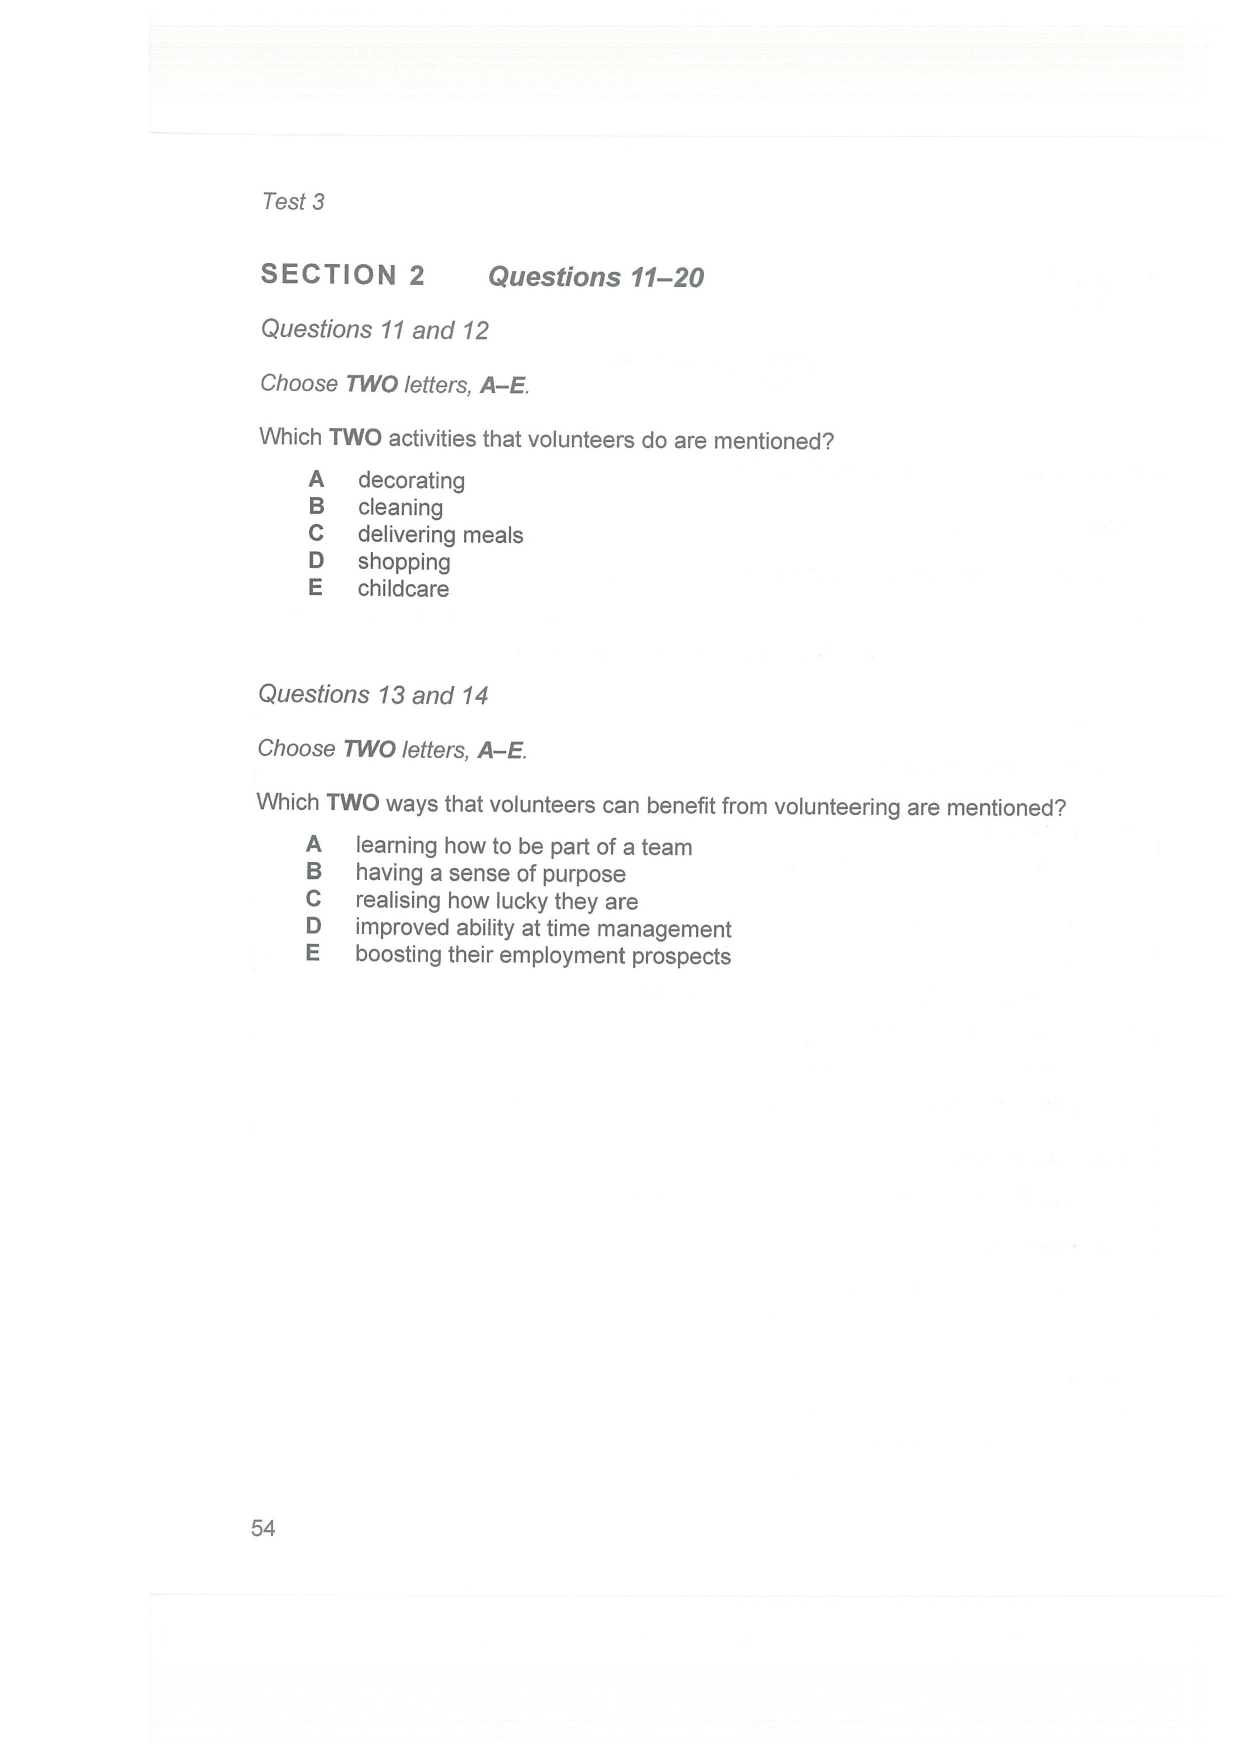 Test 3
SECTION 2 Questions 11–20
Questions 11 and 12
Choose TWO letters, A–E.
Which TWO activities that volunteers do are mentioned?
A decorating
B cleaning
C delivering meals
D shopping
E childcare
Questions 13 and 14
Choose TWO letters, A–E.
Which TWO ways that volunteers can benefit from volunteering are mentioned?
A learning how to be part of a team
B having a sense of purpose
C realising how lucky they are
D improved ability at time management
E boosting their employment prospects
54